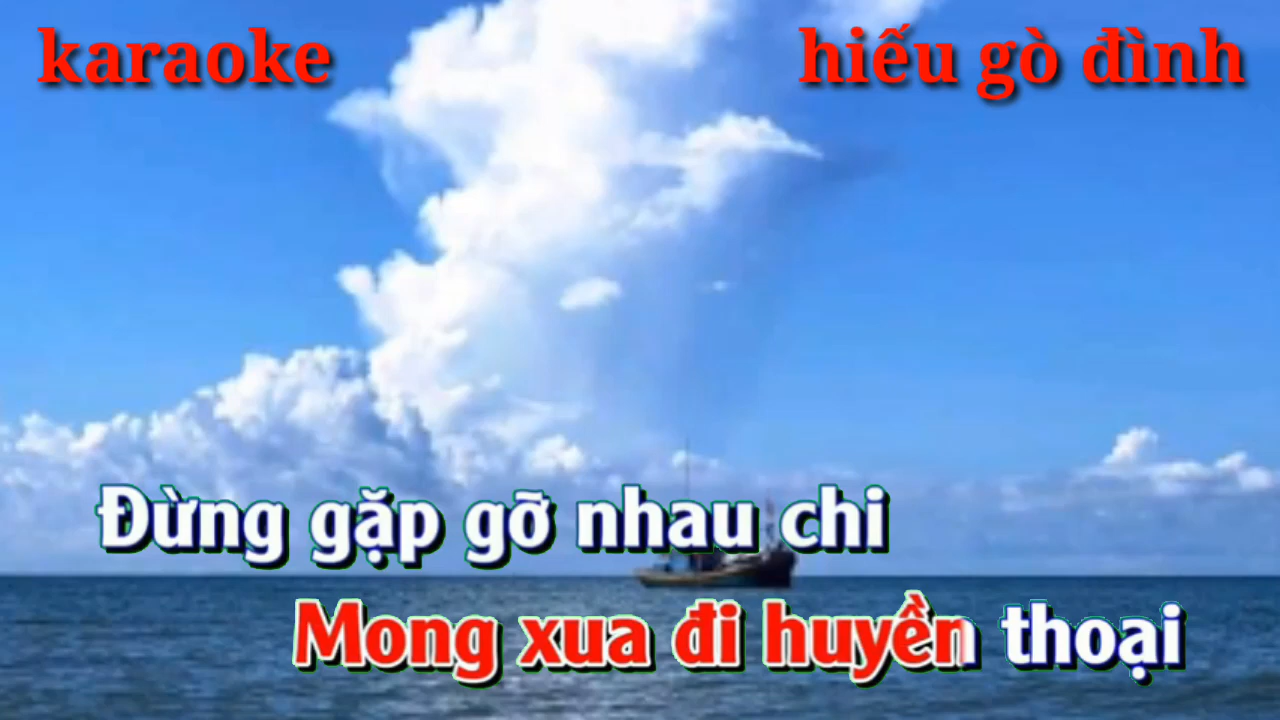 karaoke
hiếu gò đình
Đừng gặp gỡ nhau chi
Mong xua đi huyền thoại